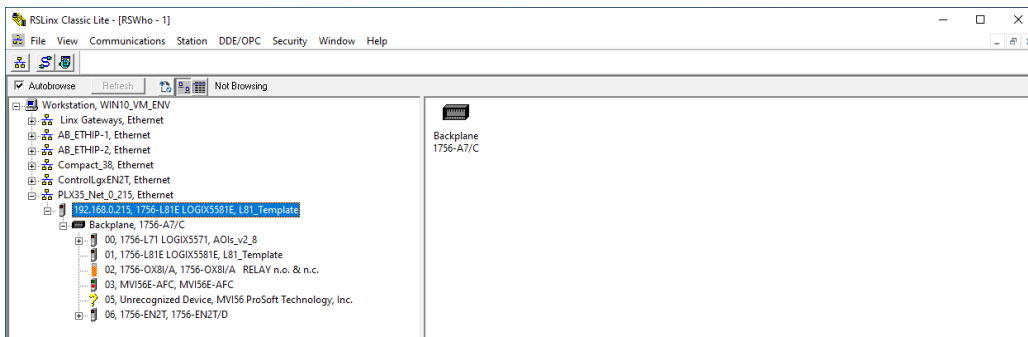 RSLinx Classic Lite - [RSWho - 1]
File View Communications Station DDE/OPC Security Window Help
Autobrowse Refresh Not Browsing
Workstation, WIN10_VM_ENV
Linx Gateways, Ethernet
AB_ETHIP-1, Ethernet
AB_ETHIP-2, Ethernet
Compact_38, Ethernet
ControlLgxEN2T, Ethernet
PLX35_Net_0_215, Ethernet
192.168.0.215, 1756-L81E LOGIX5581E, L81_Template
Backplane, 1756-A7/C
00, 1756-L71 LOGIX5571, AOIs_v2_8
01, 1756-L81E LOGIX5581E, L81_Template
02, 1756-OX8I/A, 1756-OX8I/A RELAY n.o. & n.c.
03, MVI56E-AFC, MVI56E-AFC
05, Unrecognized Device, MVI56 ProSoft Technology, Inc.
06, 1756-EN2T, 1756-EN2T/D
Backplane
1756-A7/C